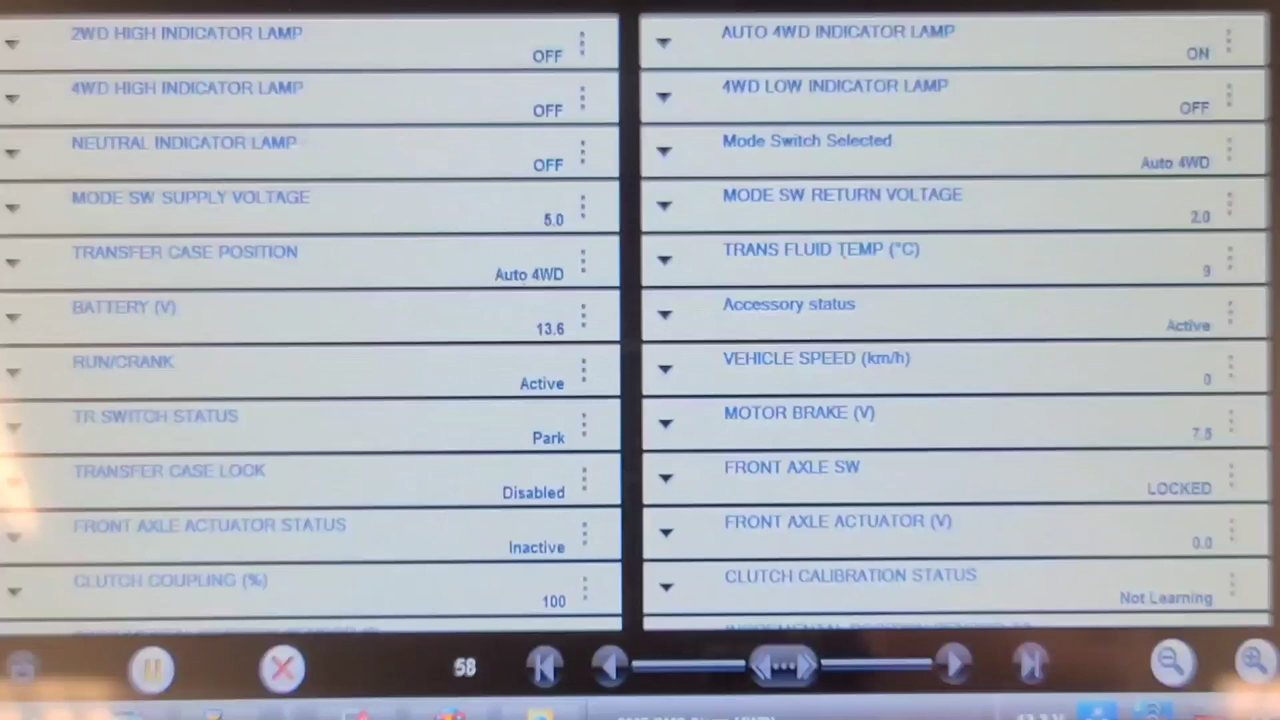 2WD HIGH INDICATOR LAMP
OFF
AUTO 4WD INDICATOR LAMP
ON
4WD HIGH INDICATOR LAMP
OFF
4WD LOW INDICATOR LAMP
OFF
NEUTRAL INDICATOR LAMP
OFF
Mode Switch Selected
Auto 4WD
MODE SW SUPPLY VOLTAGE
5.0
MODE SW RETURN VOLTAGE
2.0
TRANSFER CASE POSITION
Auto 4WD
TRANS FLUID TEMP (°C)
9
BATTERY (V)
13.6
Accessory status
Active
RUN/CRANK
Active
VEHICLE SPEED (km/h)
0
TR SWITCH STATUS
Park
MOTOR BRAKE (V)
7.5
TRANSFER CASE LOCK
Disabled
FRONT AXLE SW
LOCKED
FRONT AXLE ACTUATOR STATUS
Inactive
FRONT AXLE ACTUATOR (V)
0.0
CLUTCH COUPLING (%)
100
CLUTCH CALIBRATION STATUS
Not Learning
58